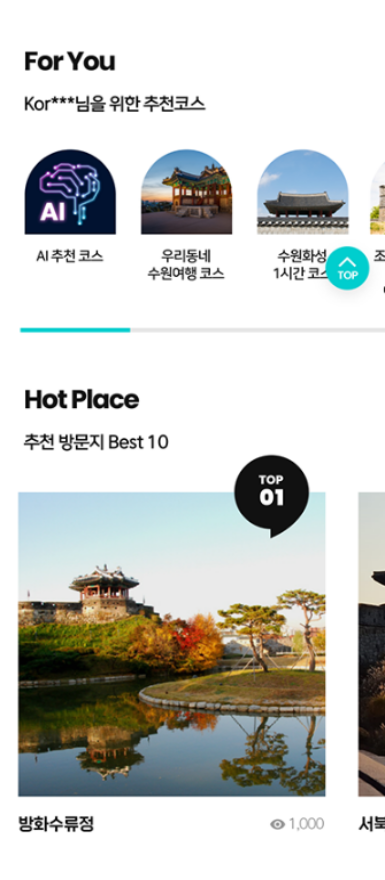 For You
Kor***님을 위한 추천코스
AI
AI 추천 코스
우리동네
수원여행 코스
수원화성
1시간 코스
TOP
Hot Place
추천 방문지 Best 10
TOP
01
방화수류정
1,000
서북